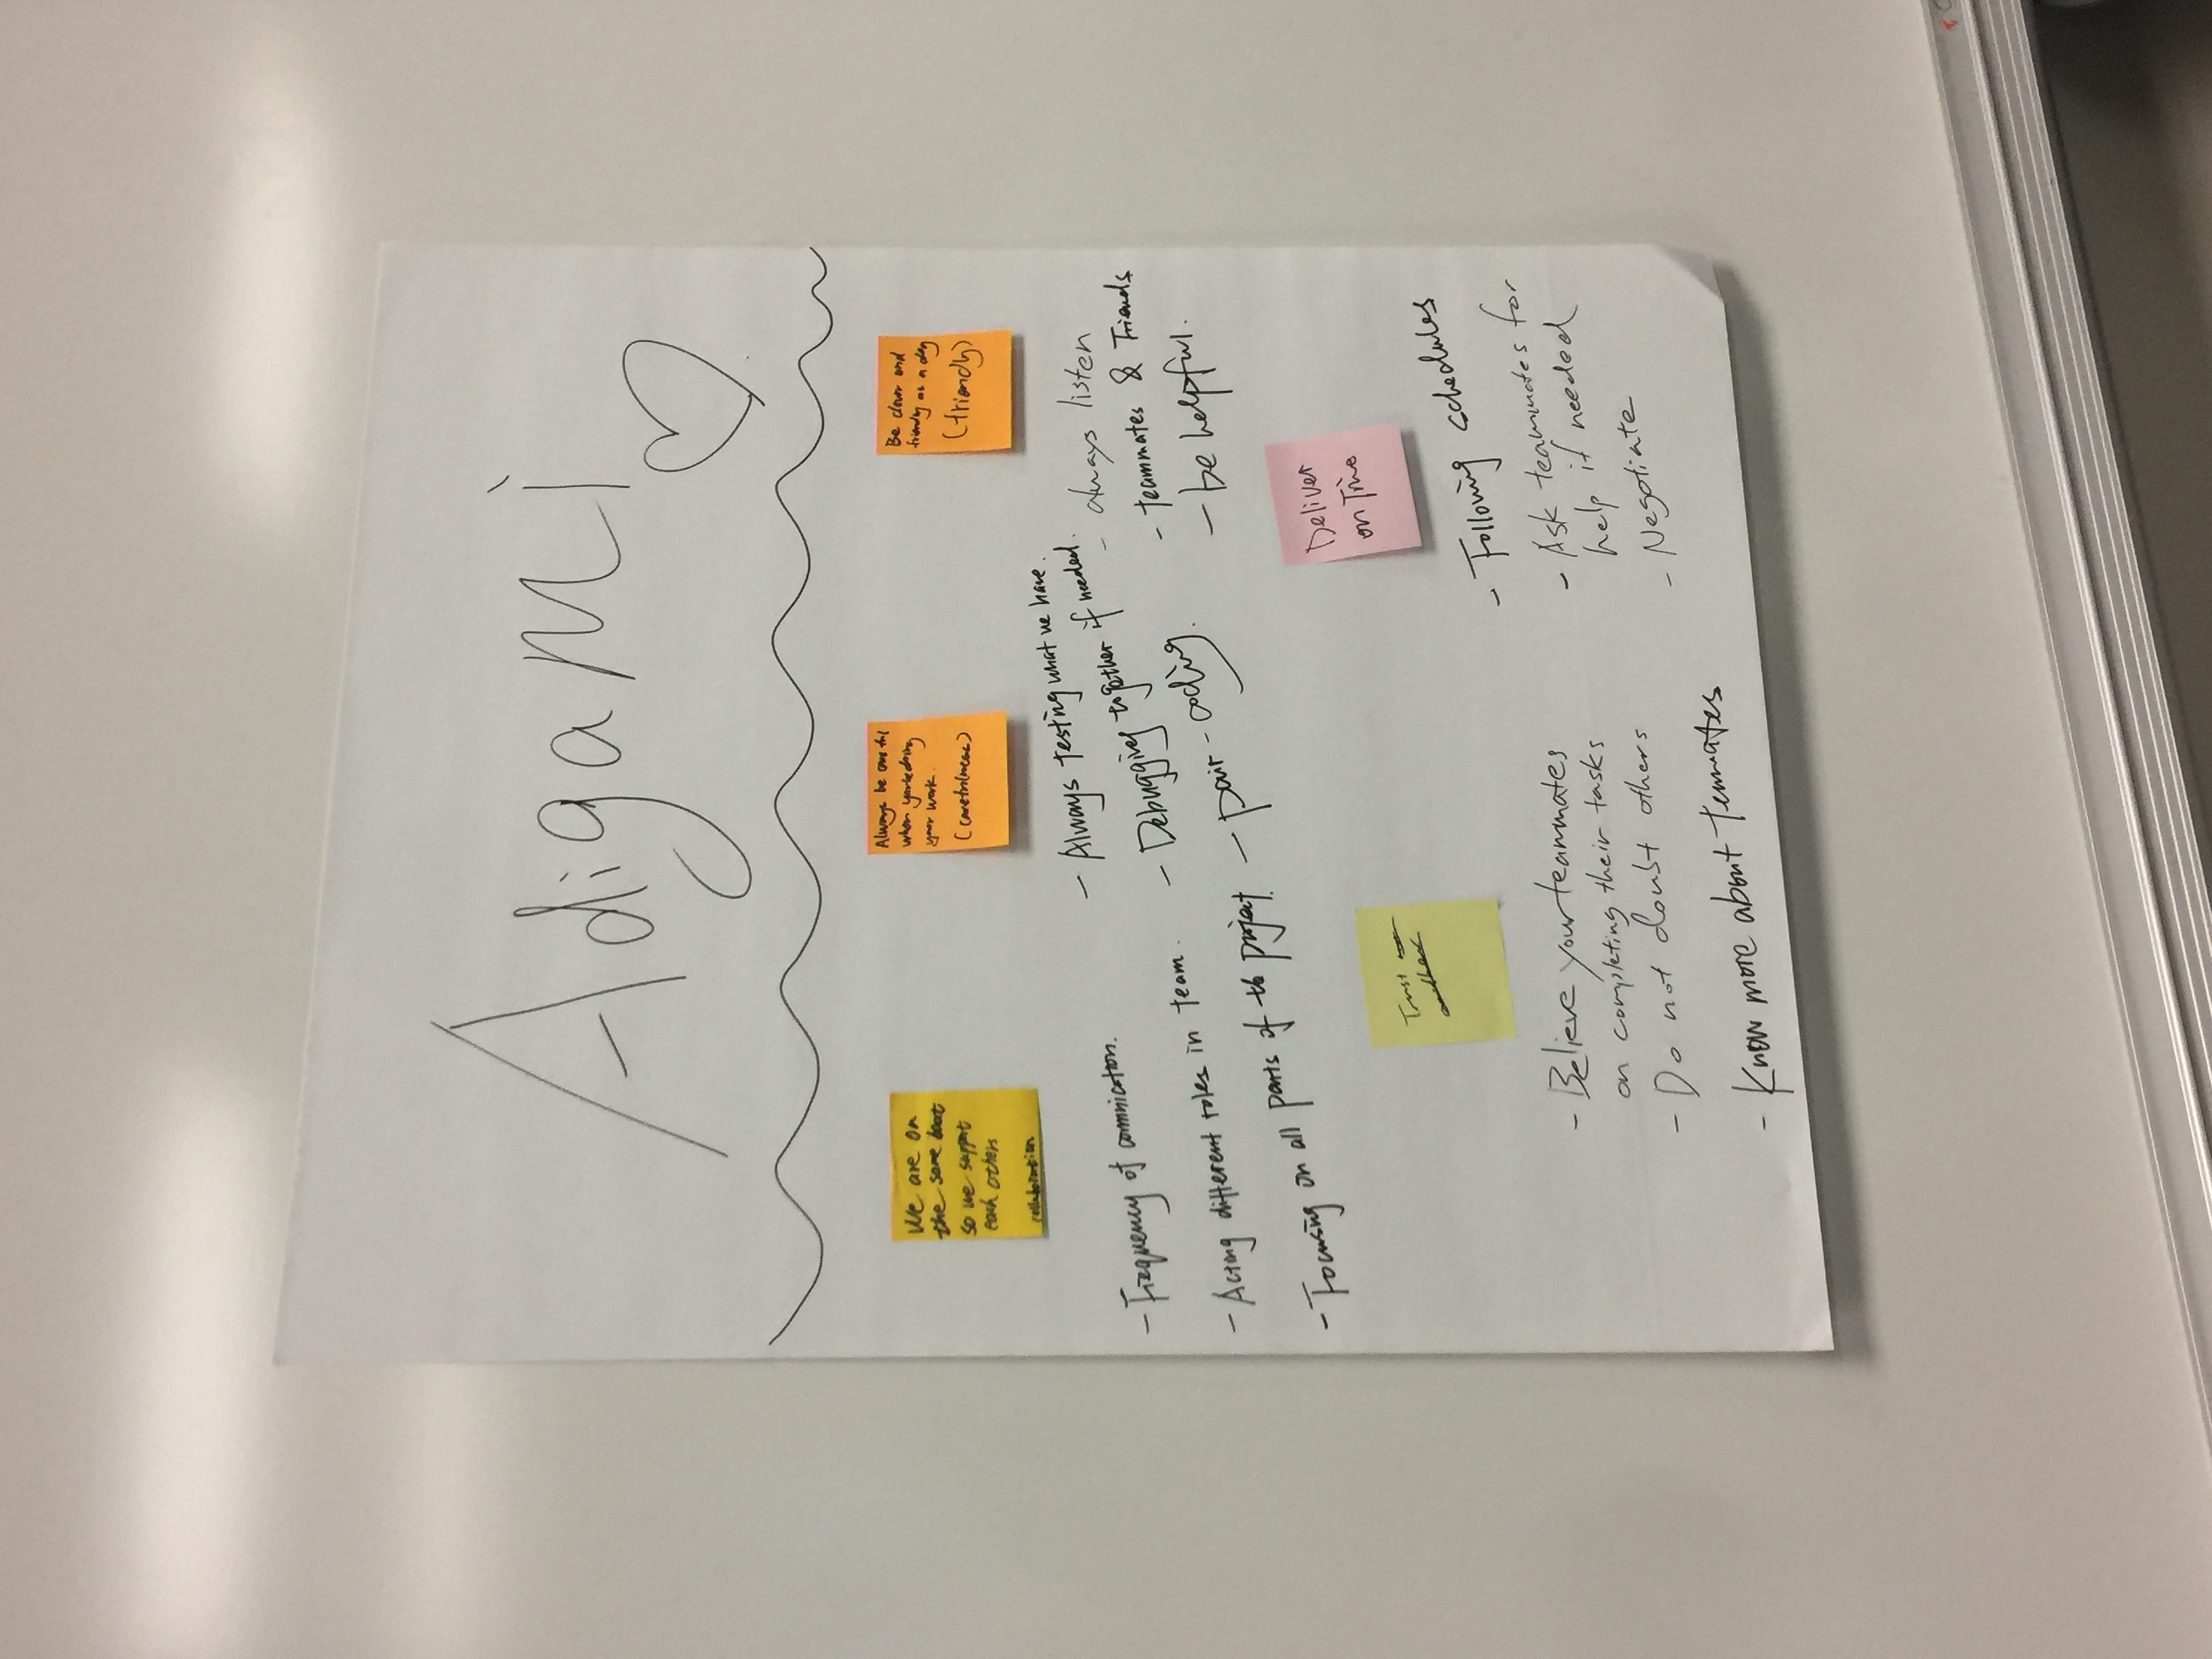 Adigami
We are on
the same boat
so we support
each others
collaboration
- Frequency of commnication.
- Acting different roles in team.
- Focusing on all parts of the project.
Always be careful
when you're doing
your work.
(carefulness)
- Always testing what we have.
- Debugging together if needed.
- pair-coding.
Be clever and
friendly as a dog
(friendly)
- always listen
- teammates & Friends
- be helpful.
Trust
- Believe your teammates
on completing their tasks
- Do not doubt others
- Know more about temmates
Deliver
on Time
- Following schedules
- Ask teammates for
help if needed
- Negotiate